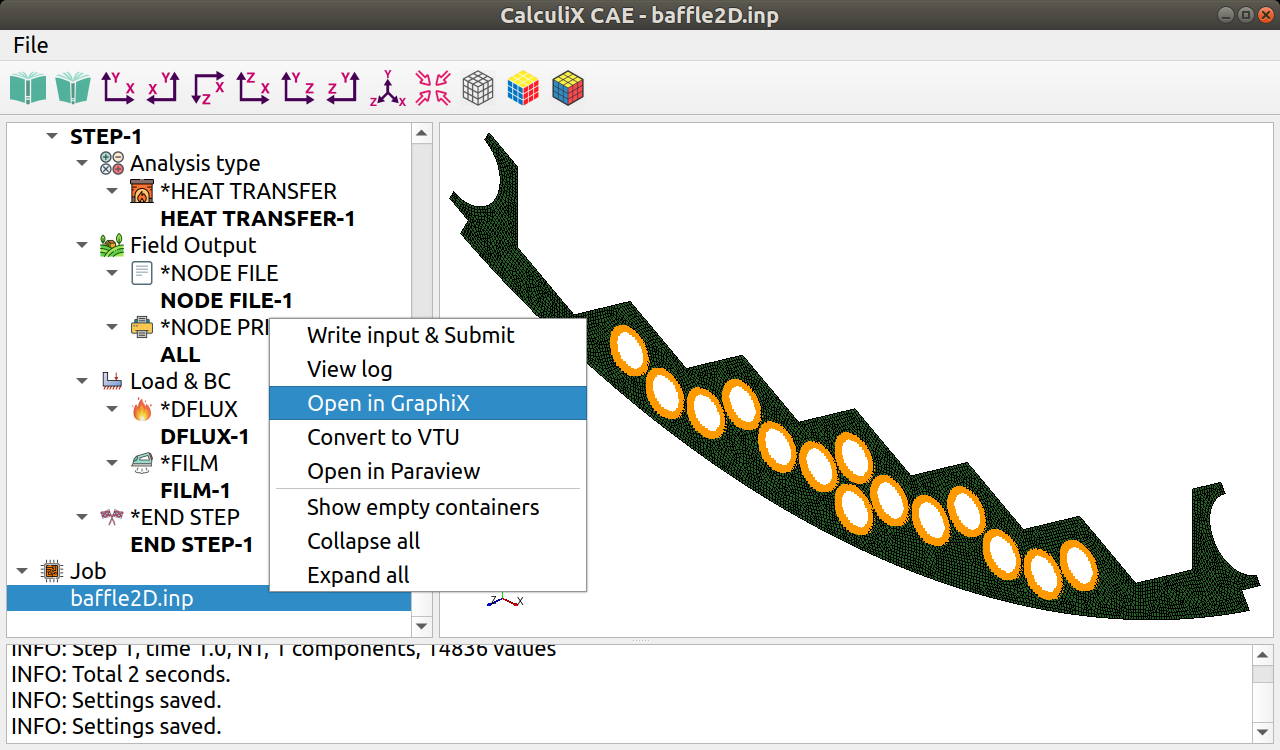 CalculiX CAE - baffle2D.inp
File
Y X
X Y
Z X
Z X
Y Z
Z Y
Y Z X
STEP-1
Analysis type
*HEAT TRANSFER
HEAT TRANSFER-1
Field Output
*NODE FILE
NODE FILE-1
*NODE PRI
ALL
Load & BC
*DFLUX
DFLUX-1
*FILM
FILM-1
*END STEP
END STEP-1
Job
baffle2D.inp
Write input & Submit
View log
Open in GraphiX
Convert to VTU
Open in Paraview
Show empty containers
Collapse all
Expand all
Z X
INFO: Step 1, time 1.0, NT, 1 components, 14836 values
INFO: Total 2 seconds.
INFO: Settings saved.
INFO: Settings saved.